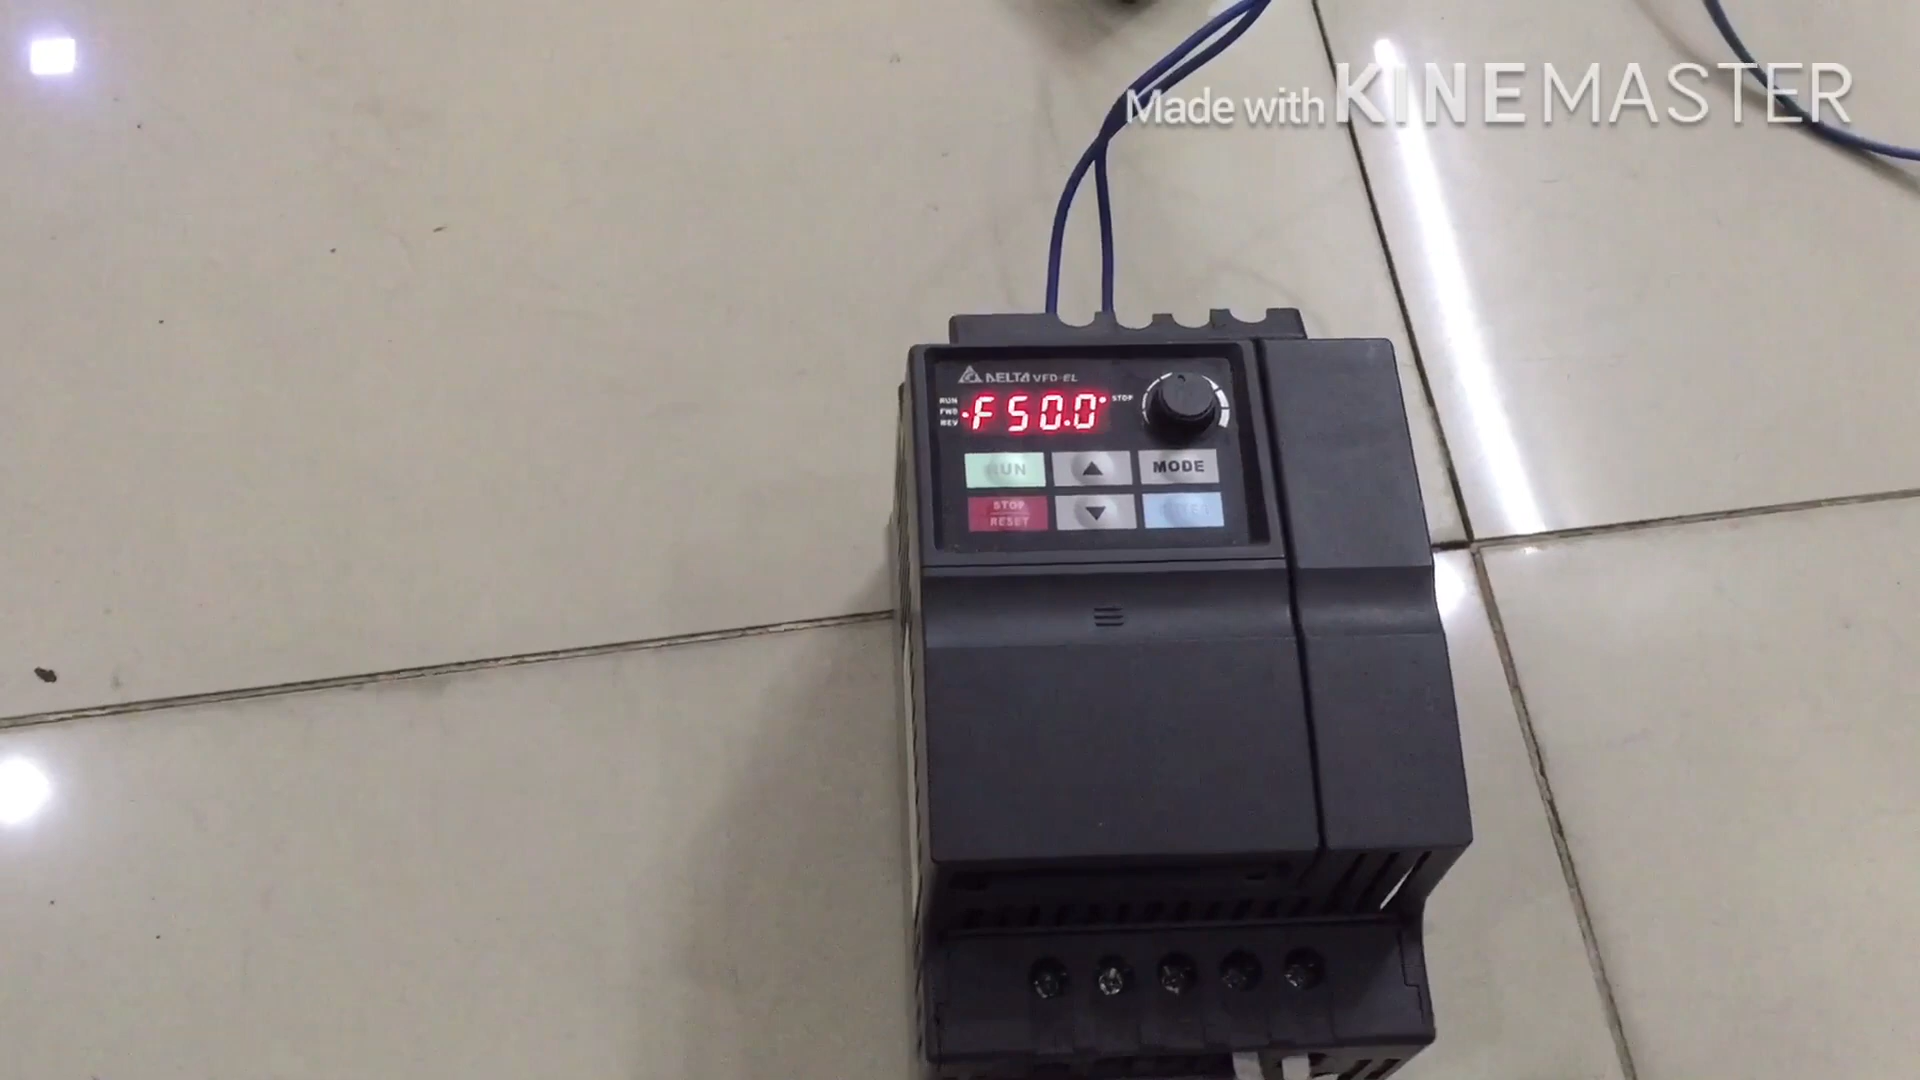 Made with KINEMASTER
DELTA VFD-EL
RUN
FWD
REV
F50.0
STOP
RUN
MODE
STOP
RESET